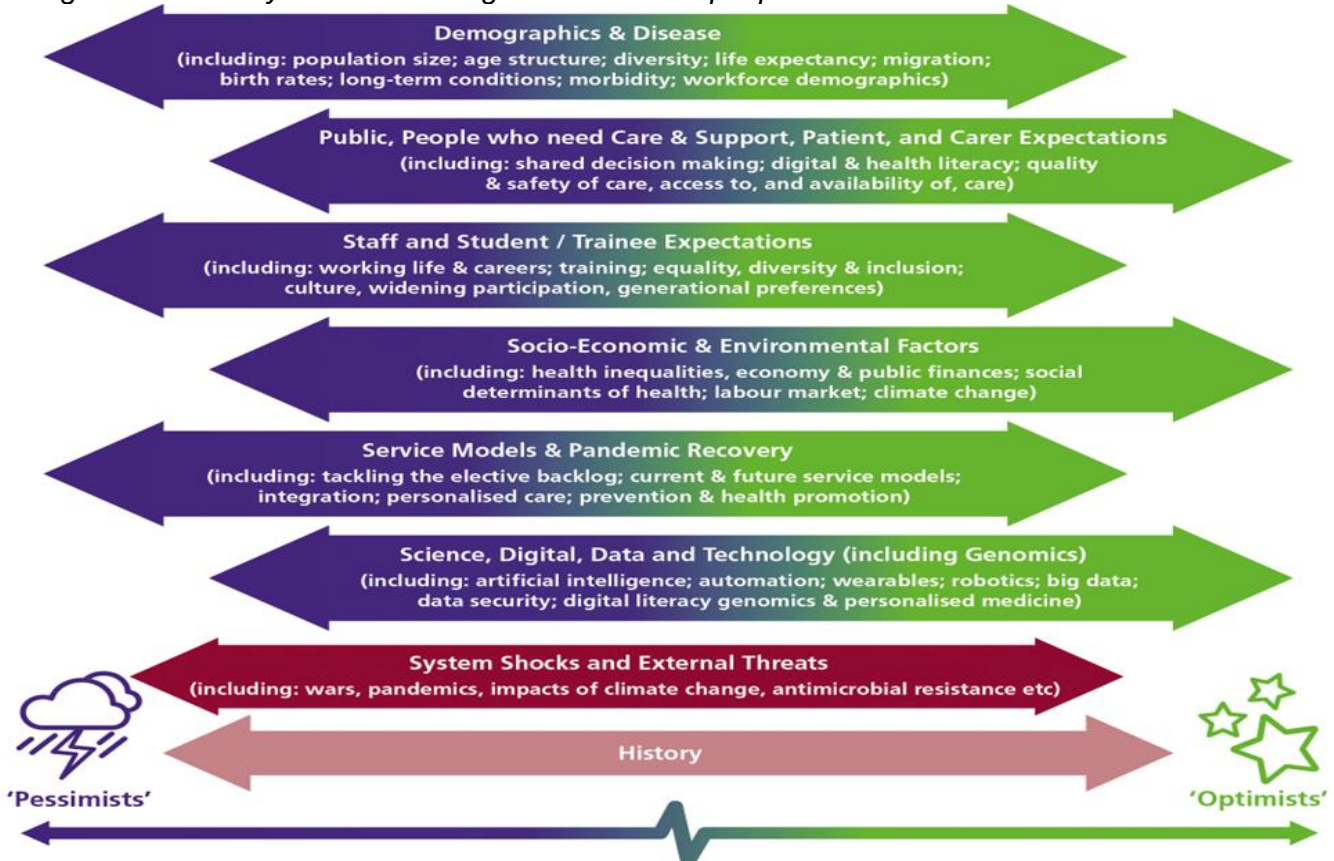 Demographics & Disease
(including: population size; age structure; diversity; life expectancy; migration;
birth rates; long-term conditions; morbidity; workforce demographics)
Public, People who need Care & Support, Patient, and Carer Expectations
(including: shared decision making; digital & health literacy; quality
& safety of care, access to, and availability of, care)
Staff and Student / Trainee Expectations
(including: working life & careers; training; equality, diversity & inclusion;
culture, widening participation, generational preferences)
Socio-Economic & Environmental Factors
(including: health inequalities, economy & public finances; social
determinants of health; labour market; climate change)
Service Models & Pandemic Recovery
(including: tackling the elective backlog; current & future service models;
integration; personalised care; prevention & health promotion)
Science, Digital, Data and Technology (including Genomics)
(including: artificial intelligence; automation; wearables; robotics; big data;
data security; digital literacy genomics & personalised medicine)
System Shocks and External Threats
(including: wars, pandemics, impacts of climate change, antimicrobial resistance etc)
History
'Pessimists'
'Optimists'